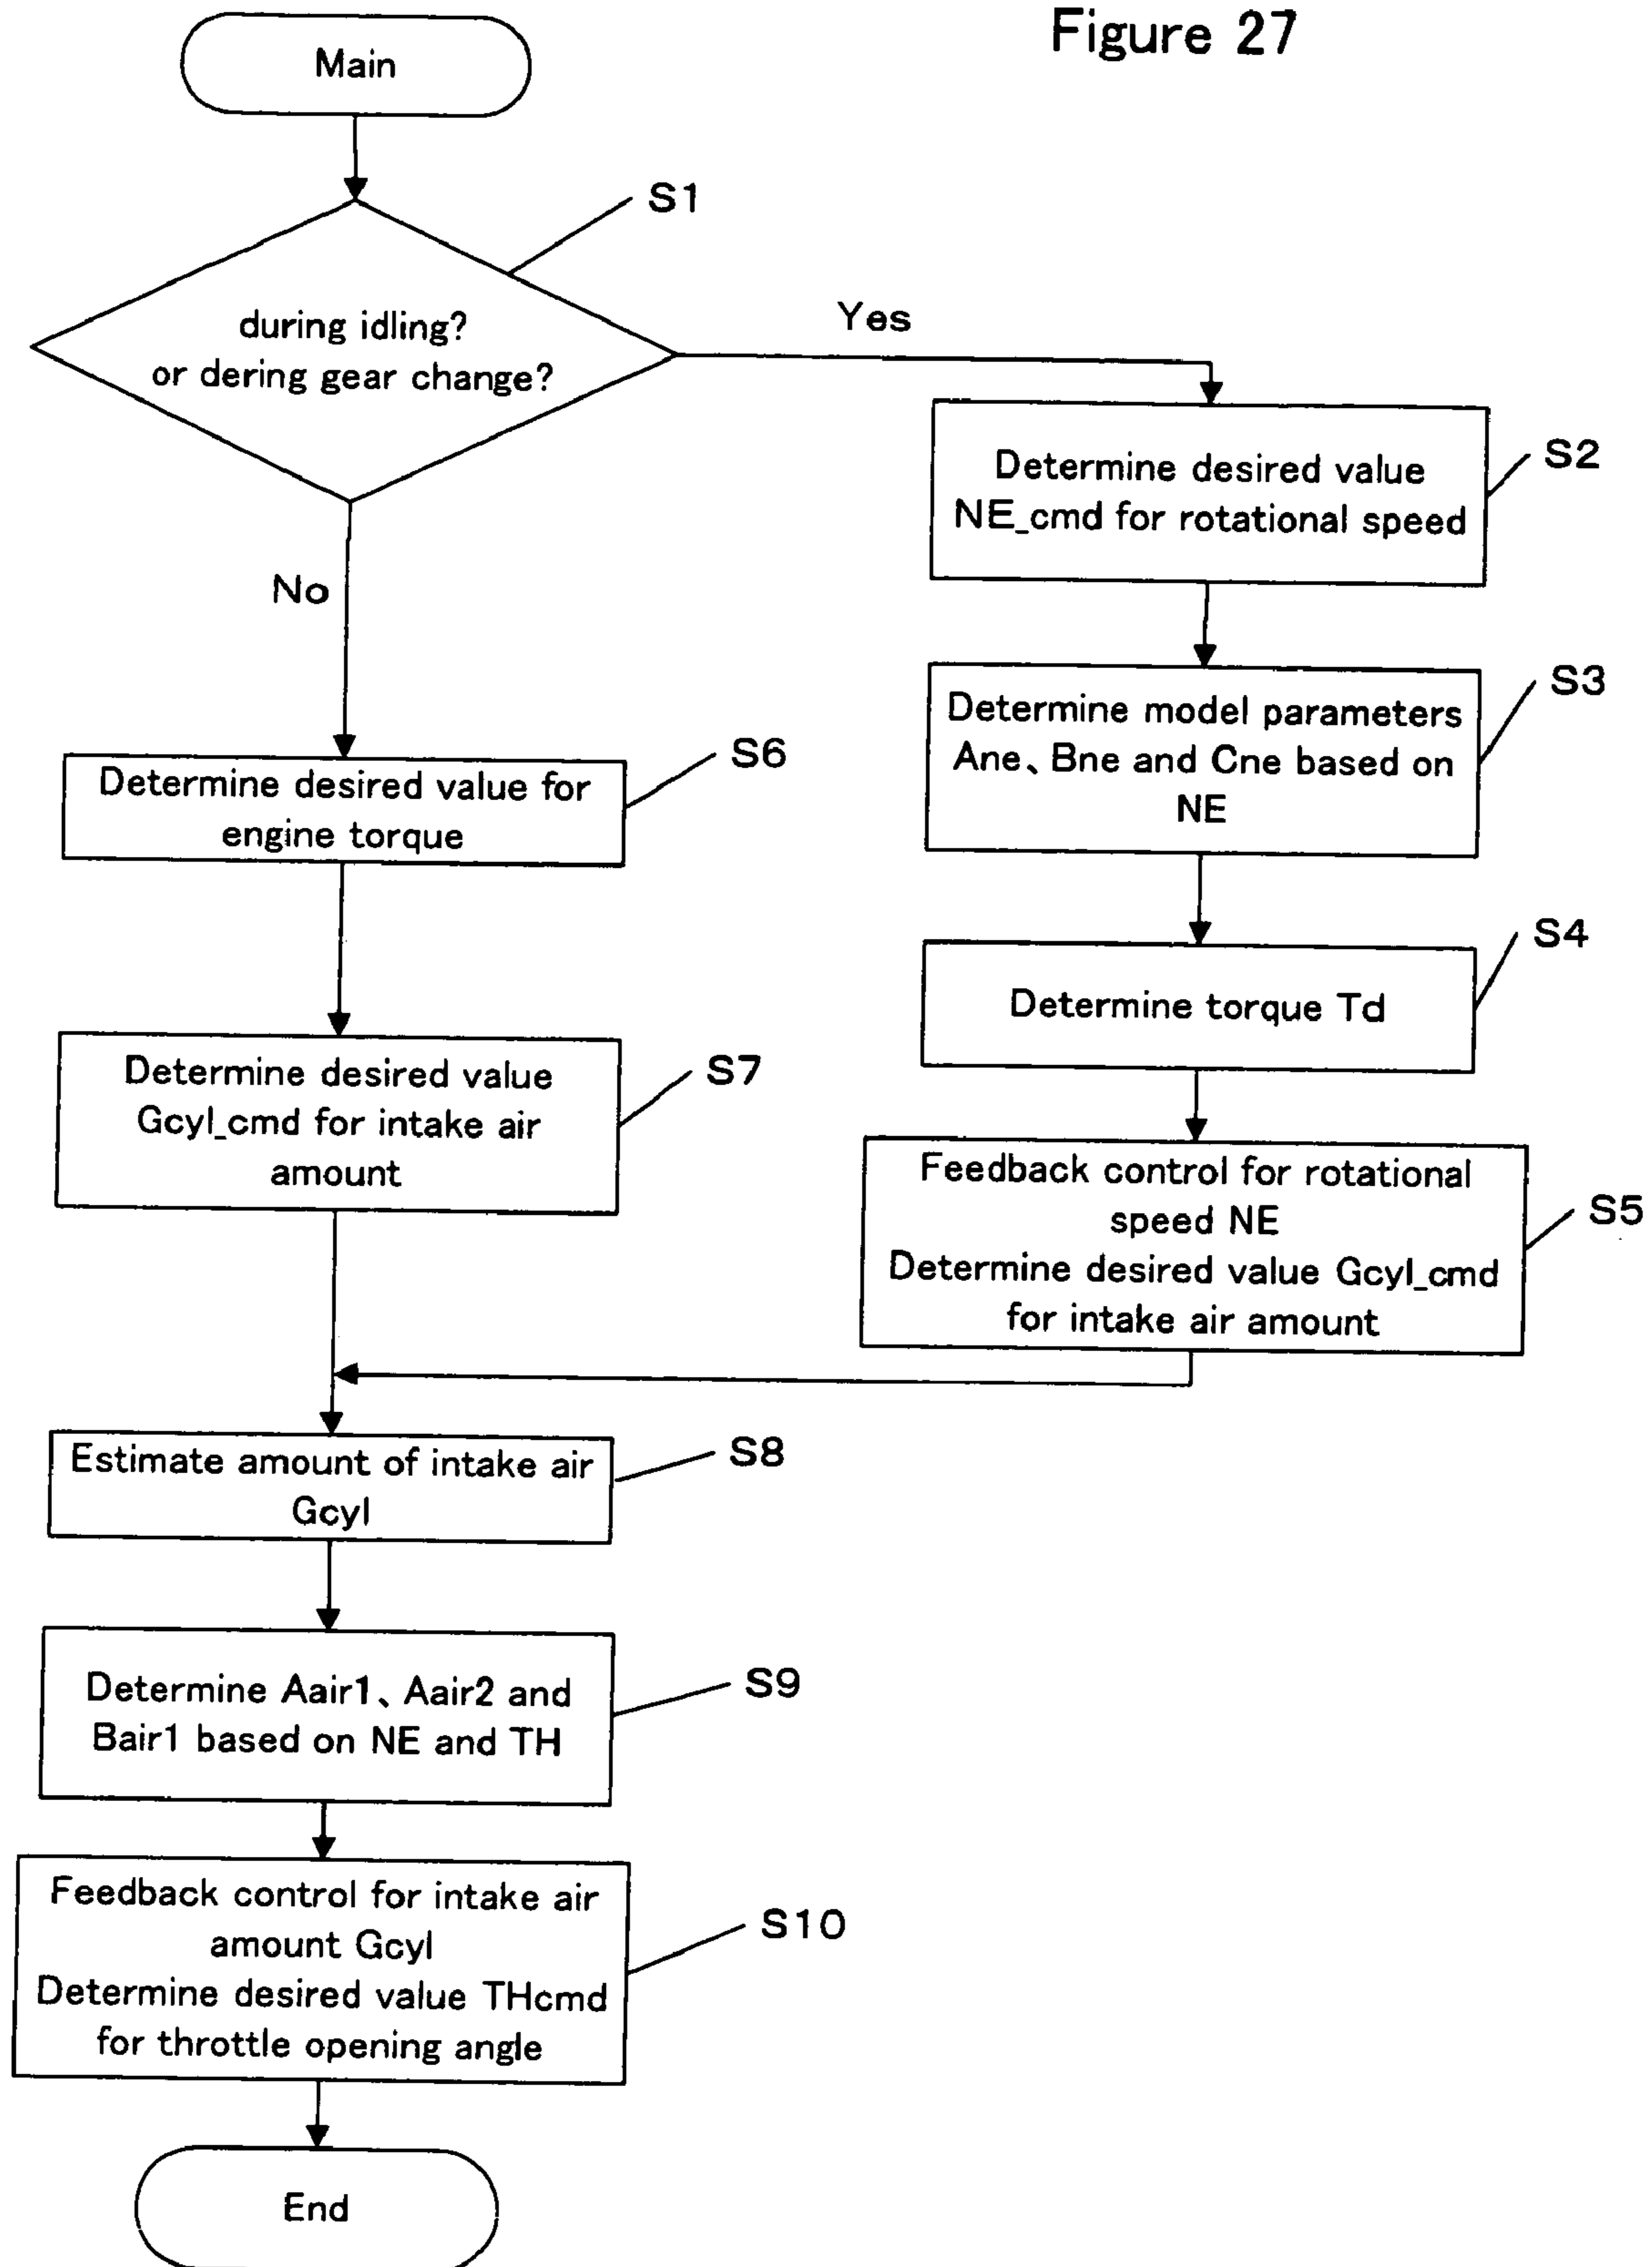 Figure 27
Main
S1
during idling?
or dering gear change?
Yes
No
Determine desired value
NE_cmd for rotational speed
S2
Determine model parameters
Ane、Bne and Cne based on
NE
S3
Determine torque Td
S4
Feedback control for rotational
speed NE
Determine desired value Gcyl_cmd
for intake air amount
S5
Determine desired value for
engine torque
S6
Determine desired value
Gcyl_cmd for intake air
amount
S7
Estimate amount of intake air
Gcyl
S8
Determine Aair1、Aair2 and
Bair1 based on NE and TH
S9
Feedback control for intake air
amount Gcyl
Determine desired value THcmd
for throttle opening angle
S10
End